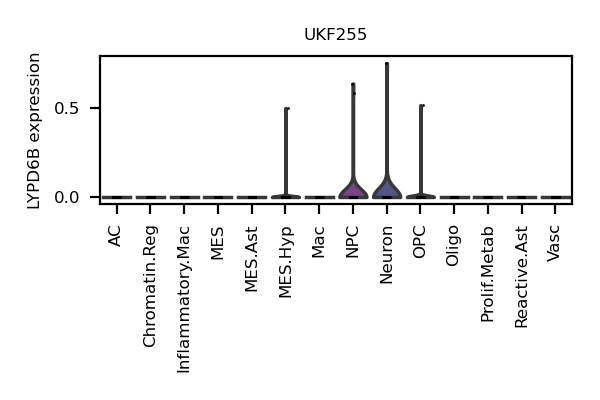 UKF255
LYPD6B expression
0.5
0.0
AC
Chromatin.Reg
Inflammatory.Mac
MES
MES.Ast
MES.Hyp
Mac
NPC
Neuron
OPC
Oligo
Prolif.Metab
Reactive.Ast
Vasc